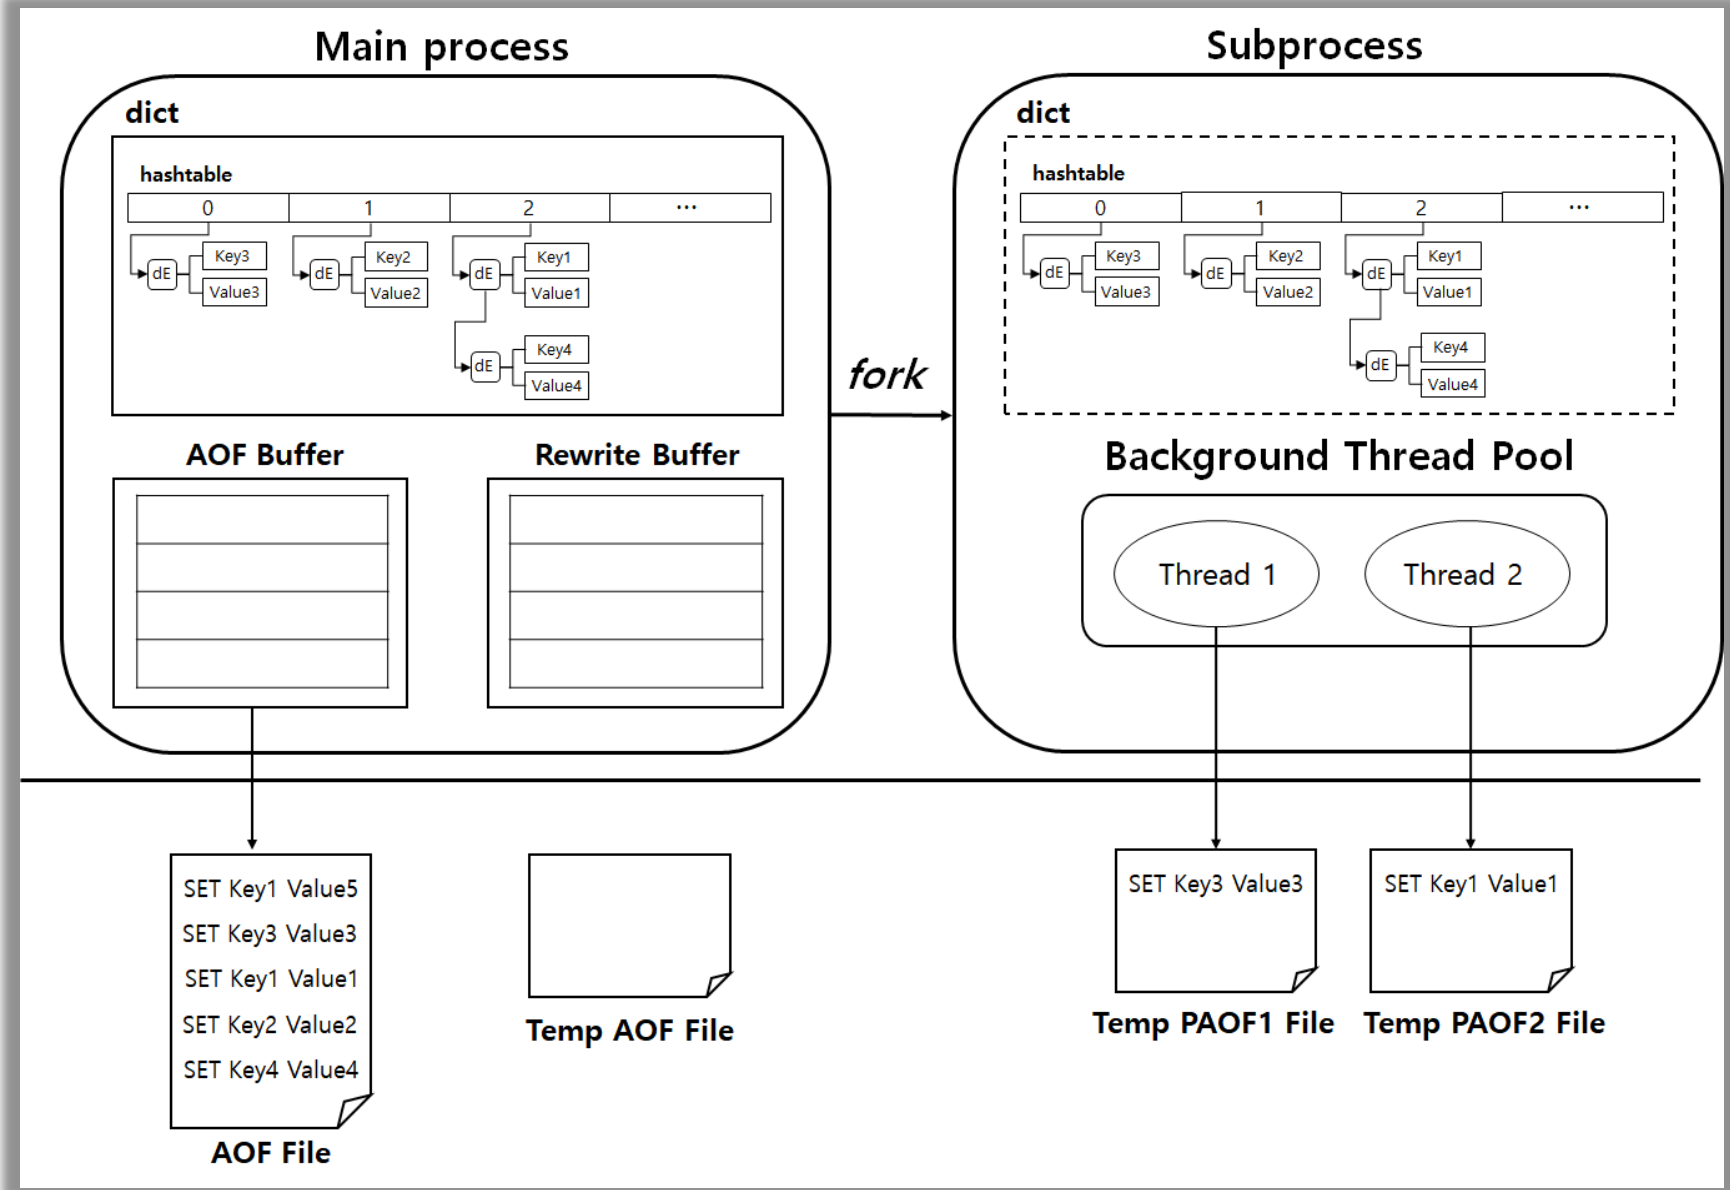 Main process
Subprocess
dict
hashtable
0 1 2 ...
dE Key3 Value3
dE Key2 Value2
dE Key1 Value1
dE Key4 Value4
AOF Buffer
Rewrite Buffer
fork
dict
hashtable
0 1 2 ...
dE Key3 Value3
dE Key2 Value2
dE Key1 Value1
dE Key4 Value4
Background Thread Pool
Thread 1
Thread 2
SET Key1 Value5
SET Key3 Value3
SET Key1 Value1
SET Key2 Value2
SET Key4 Value4
AOF File
Temp AOF File
SET Key3 Value3
Temp PAOF1 File
SET Key1 Value1
Temp PAOF2 File